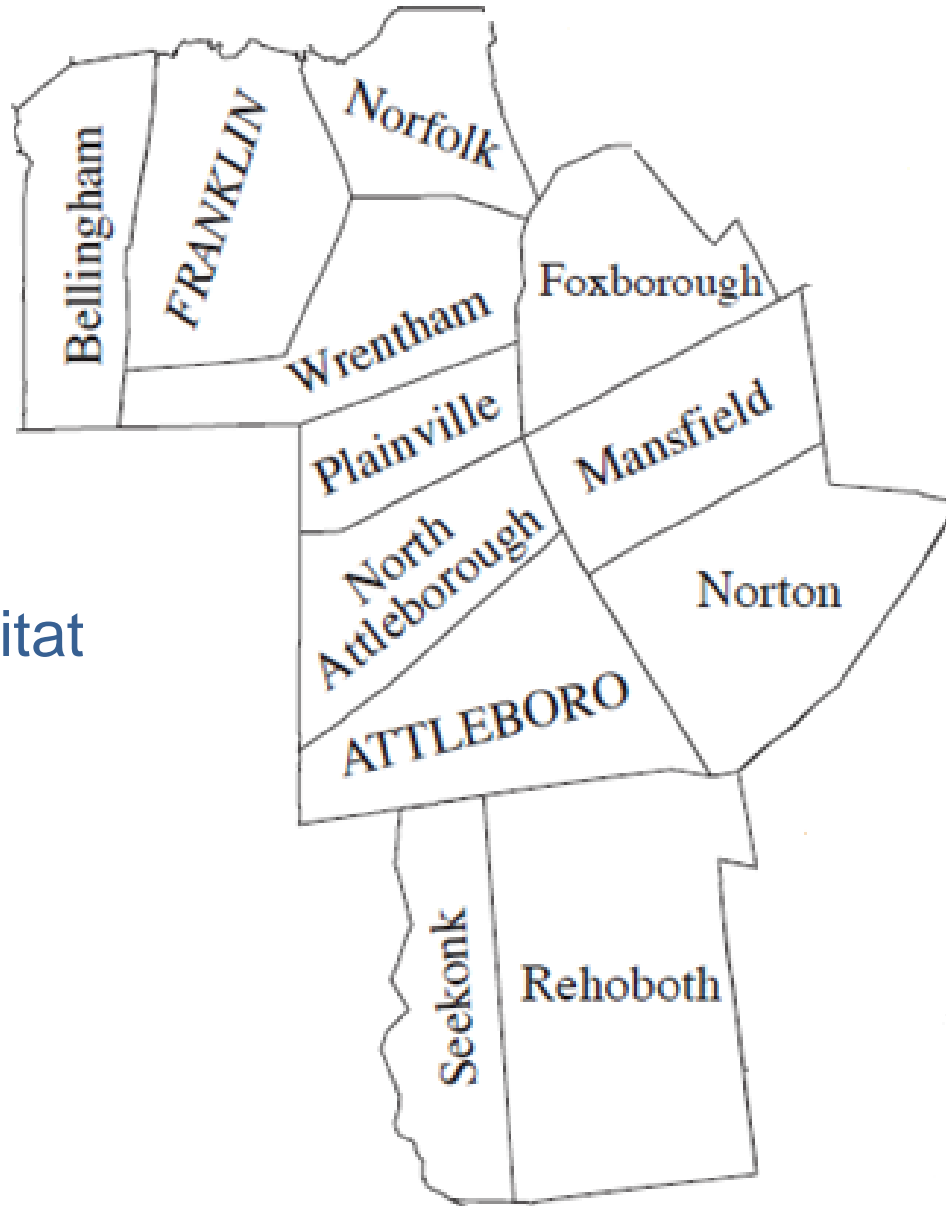 Norfolk
Bellingham
FRANKLIN
Foxborough
Wrentham
Plainville
Mansfield
North
Attleborough
Norton
itat
ATTLEBORO
Seekonk
Rehoboth